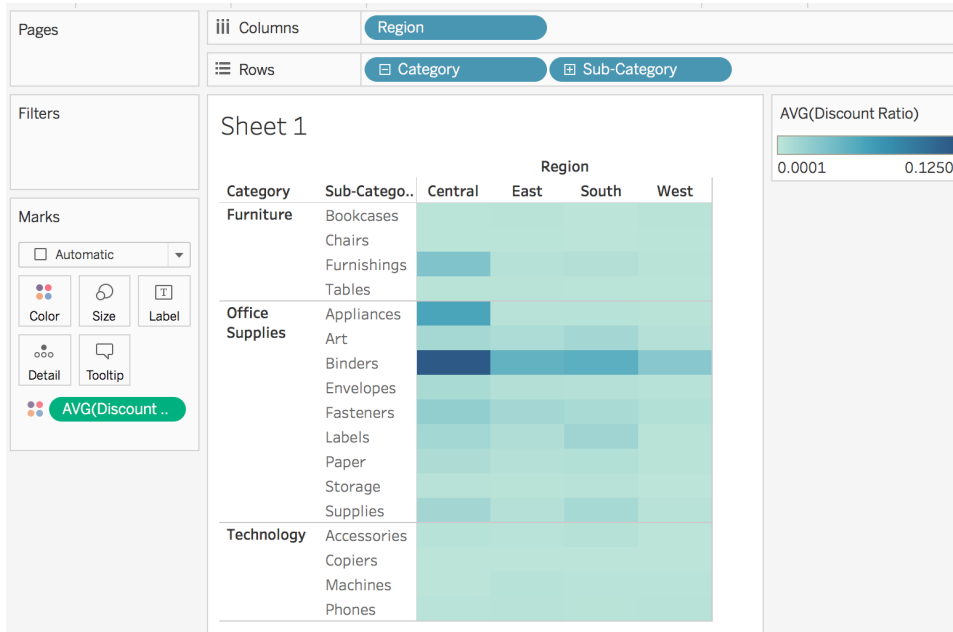 Pages
Columns
Region
Rows
Category
Sub-Category
Filters
Marks
Automatic
Color
Size
Label
Detail
Tooltip
AVG(Discount ..
Sheet 1
Region
Category Sub-Catego.. Central East South West
Furniture Bookcases
Chairs
Furnishings
Tables
Office
Supplies
Appliances
Art
Binders
Envelopes
Fasteners
Labels
Paper
Storage
Supplies
Technology Accessories
Copiers
Machines
Phones
AVG(Discount Ratio)
0.0001 0.1250